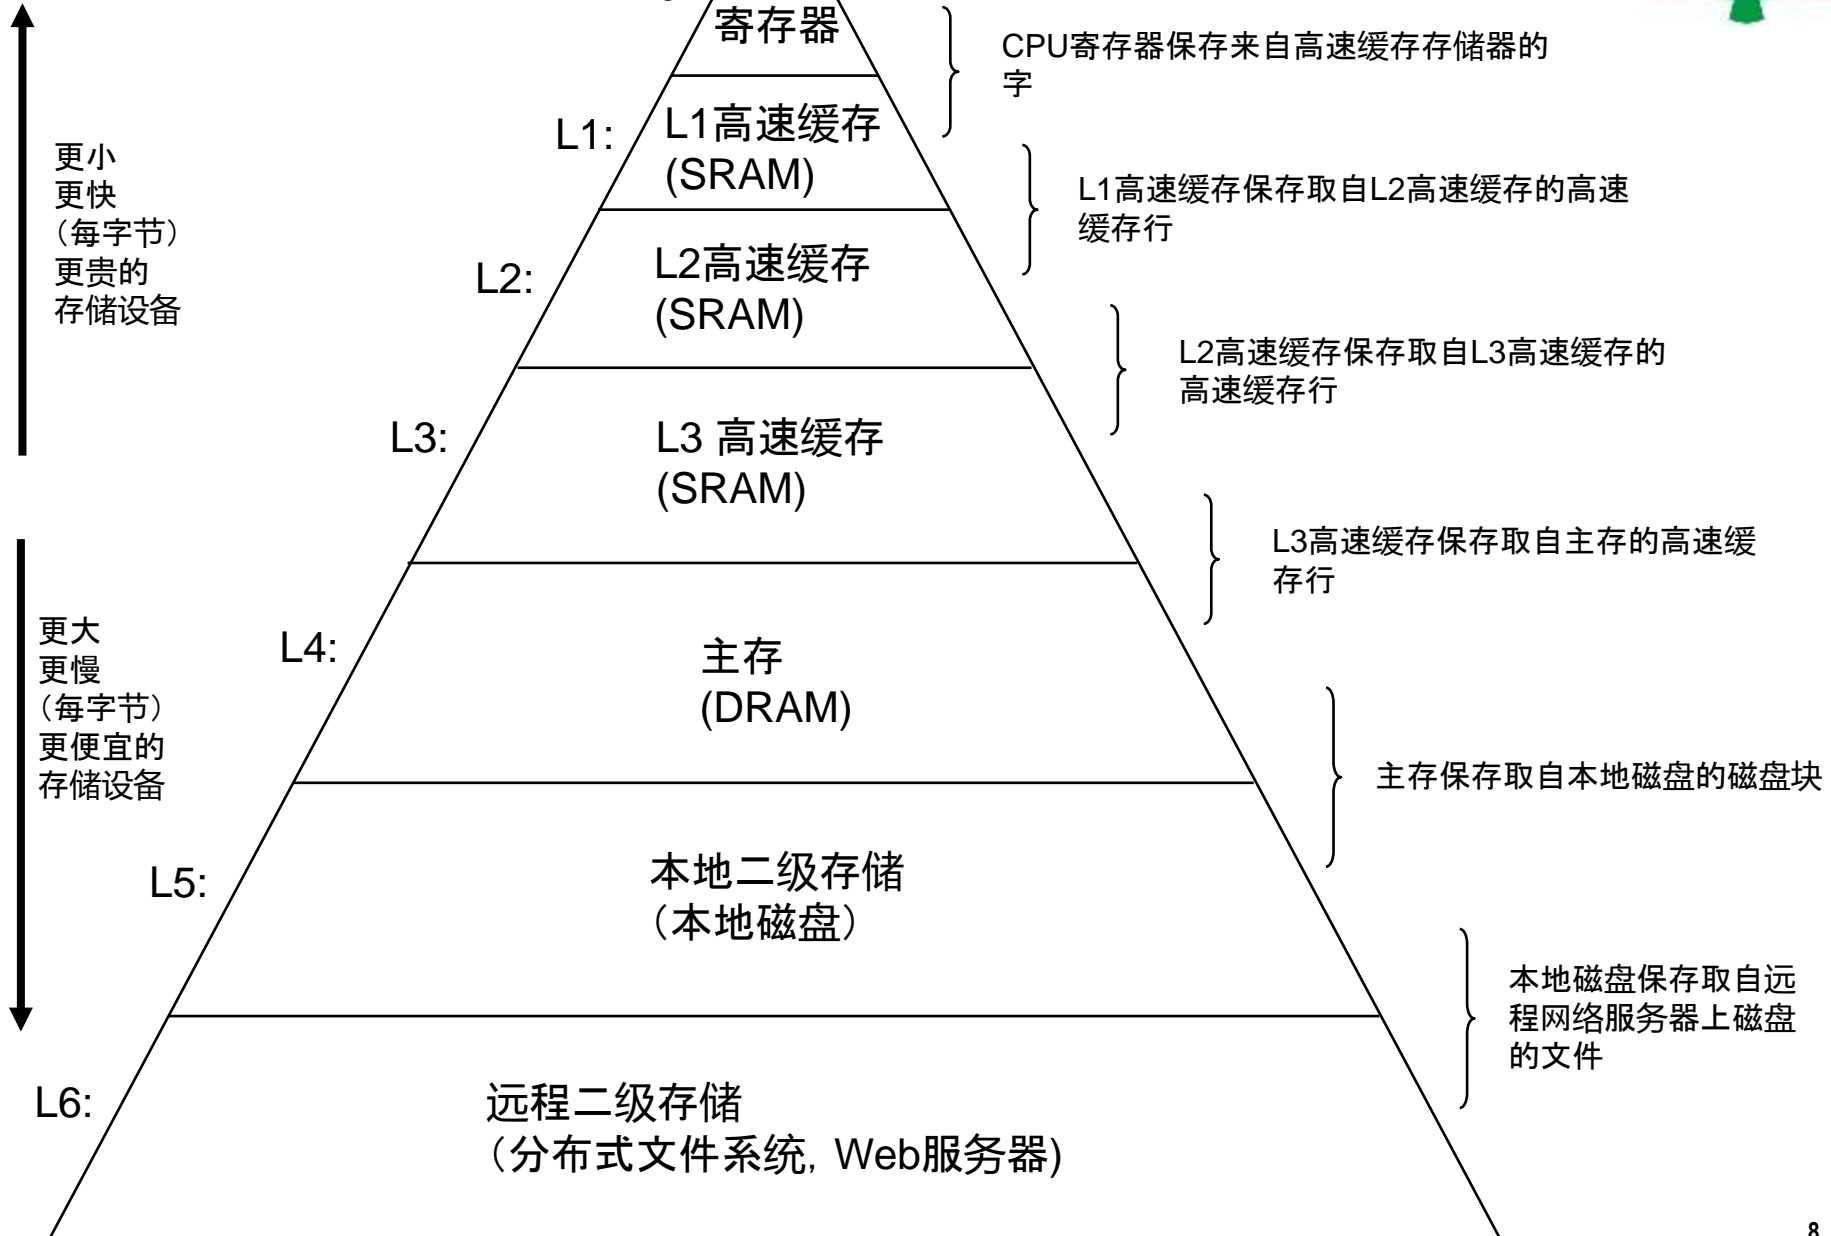 寄存器
CPU寄存器保存来自高速缓存存储器的
字
L1:
L1高速缓存
(SRAM)
更小
更快
（每字节）
更贵的
存储设备
L1高速缓存保存取自L2高速缓存的高速
缓存行
L2:
L2高速缓存
(SRAM)
L2高速缓存保存取自L3高速缓存的
高速缓存行
L3:
L3 高速缓存
(SRAM)
L3高速缓存保存取自主存的高速缓
存行
更大
更慢
（每字节）
更便宜的
存储设备
L4:
主存
(DRAM)
主存保存取自本地磁盘的磁盘块
L5:
本地二级存储
（本地磁盘）
本地磁盘保存取自远
程网络服务器上磁盘
的文件
L6:
远程二级存储
（分布式文件系统, Web服务器)
8